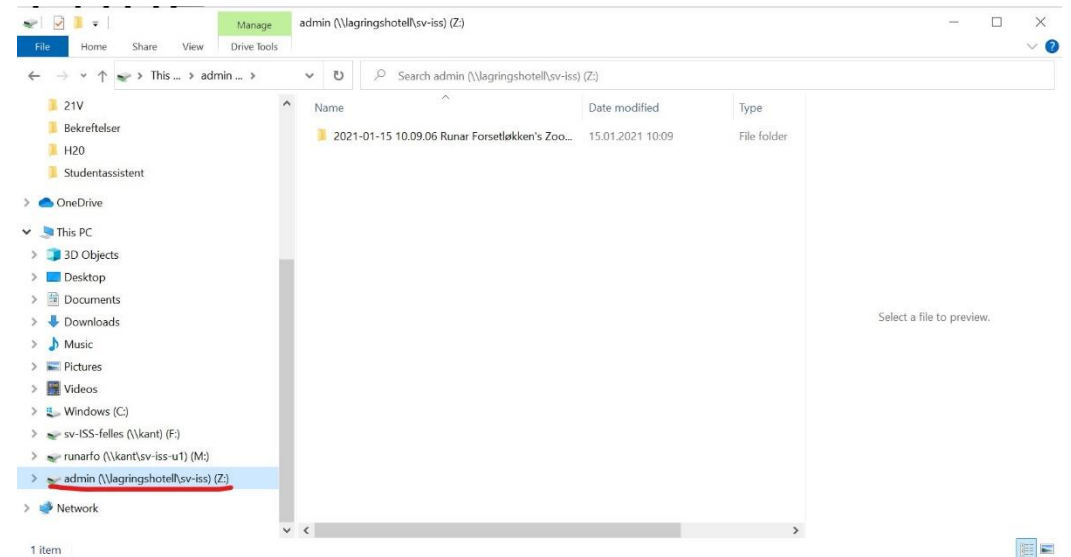 Manage
admin (\\lagringshotell\sv-iss) (Z:)
File Home Share View Drive Tools
This ... > admin ... >
Search admin (\\lagringshotell\sv-iss) (Z:)
21V
Bekreftelser
H20
Studentassistent
OneDrive
This PC
3D Objects
Desktop
Documents
Downloads
Music
Pictures
Videos
Windows (C:)
sv-ISS-felles (\\kant) (F:)
runarfo (\\kant\sv-iss-u1) (M:)
admin (\\lagringshotell\sv-iss) (Z:)
Network
Name Date modified Type
2021-01-15 10.09.06 Runar Forsetløkken's Zoo... 15.01.2021 10:09 File folder
Select a file to preview.
1 item